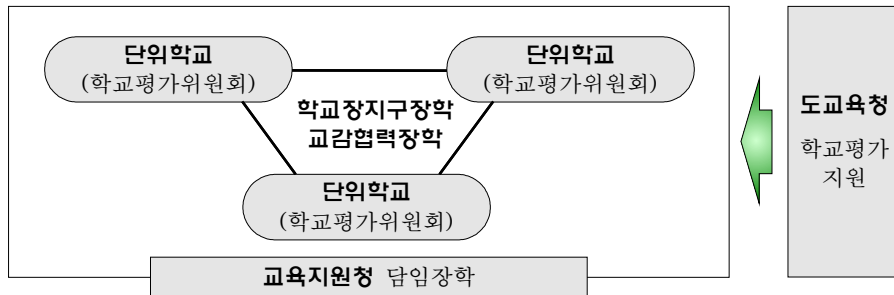 단위학교
(학교평가위원회)
단위학교
(학교평가위원회)
학교장지구장학
교감협력장학
단위학교
(학교평가위원회)
교육지원청 담임장학
도교육청
학교평가
지원